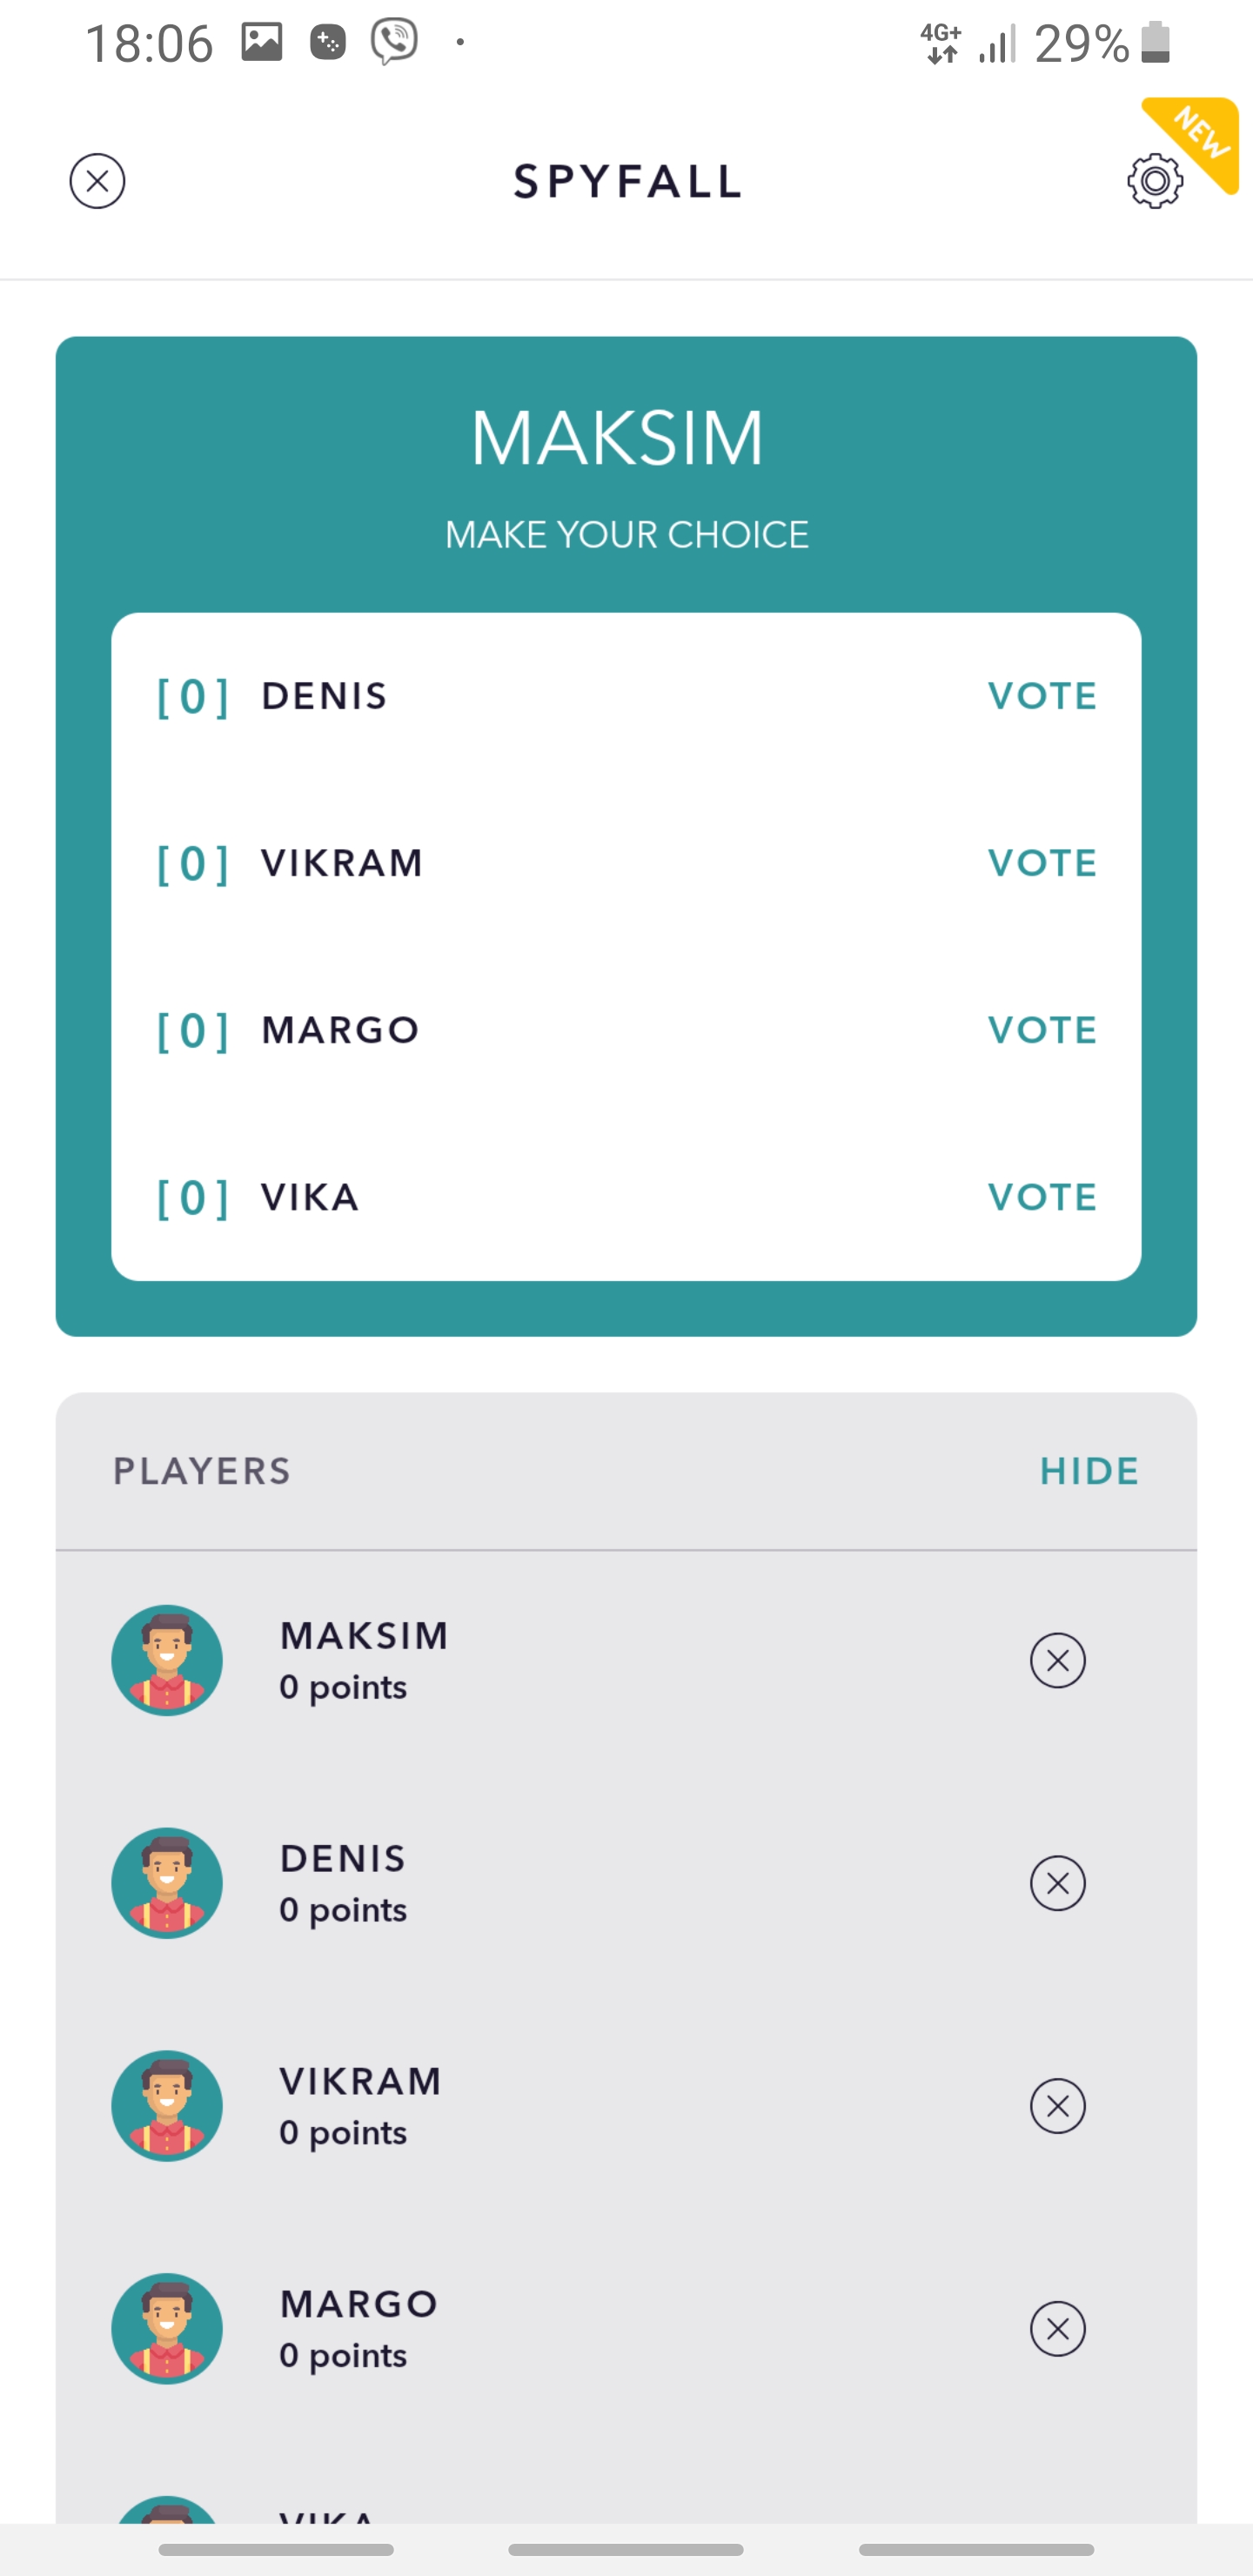 18:06
4G+ 29%
NEW
SPYFALL
MAKSIM
MAKE YOUR CHOICE
[0] DENIS VOTE
[0] VIKRAM VOTE
[0] MARGO VOTE
[0] VIKA VOTE
PLAYERS HIDE
MAKSIM
0 points
DENIS
0 points
VIKRAM
0 points
MARGO
0 points
VIKA